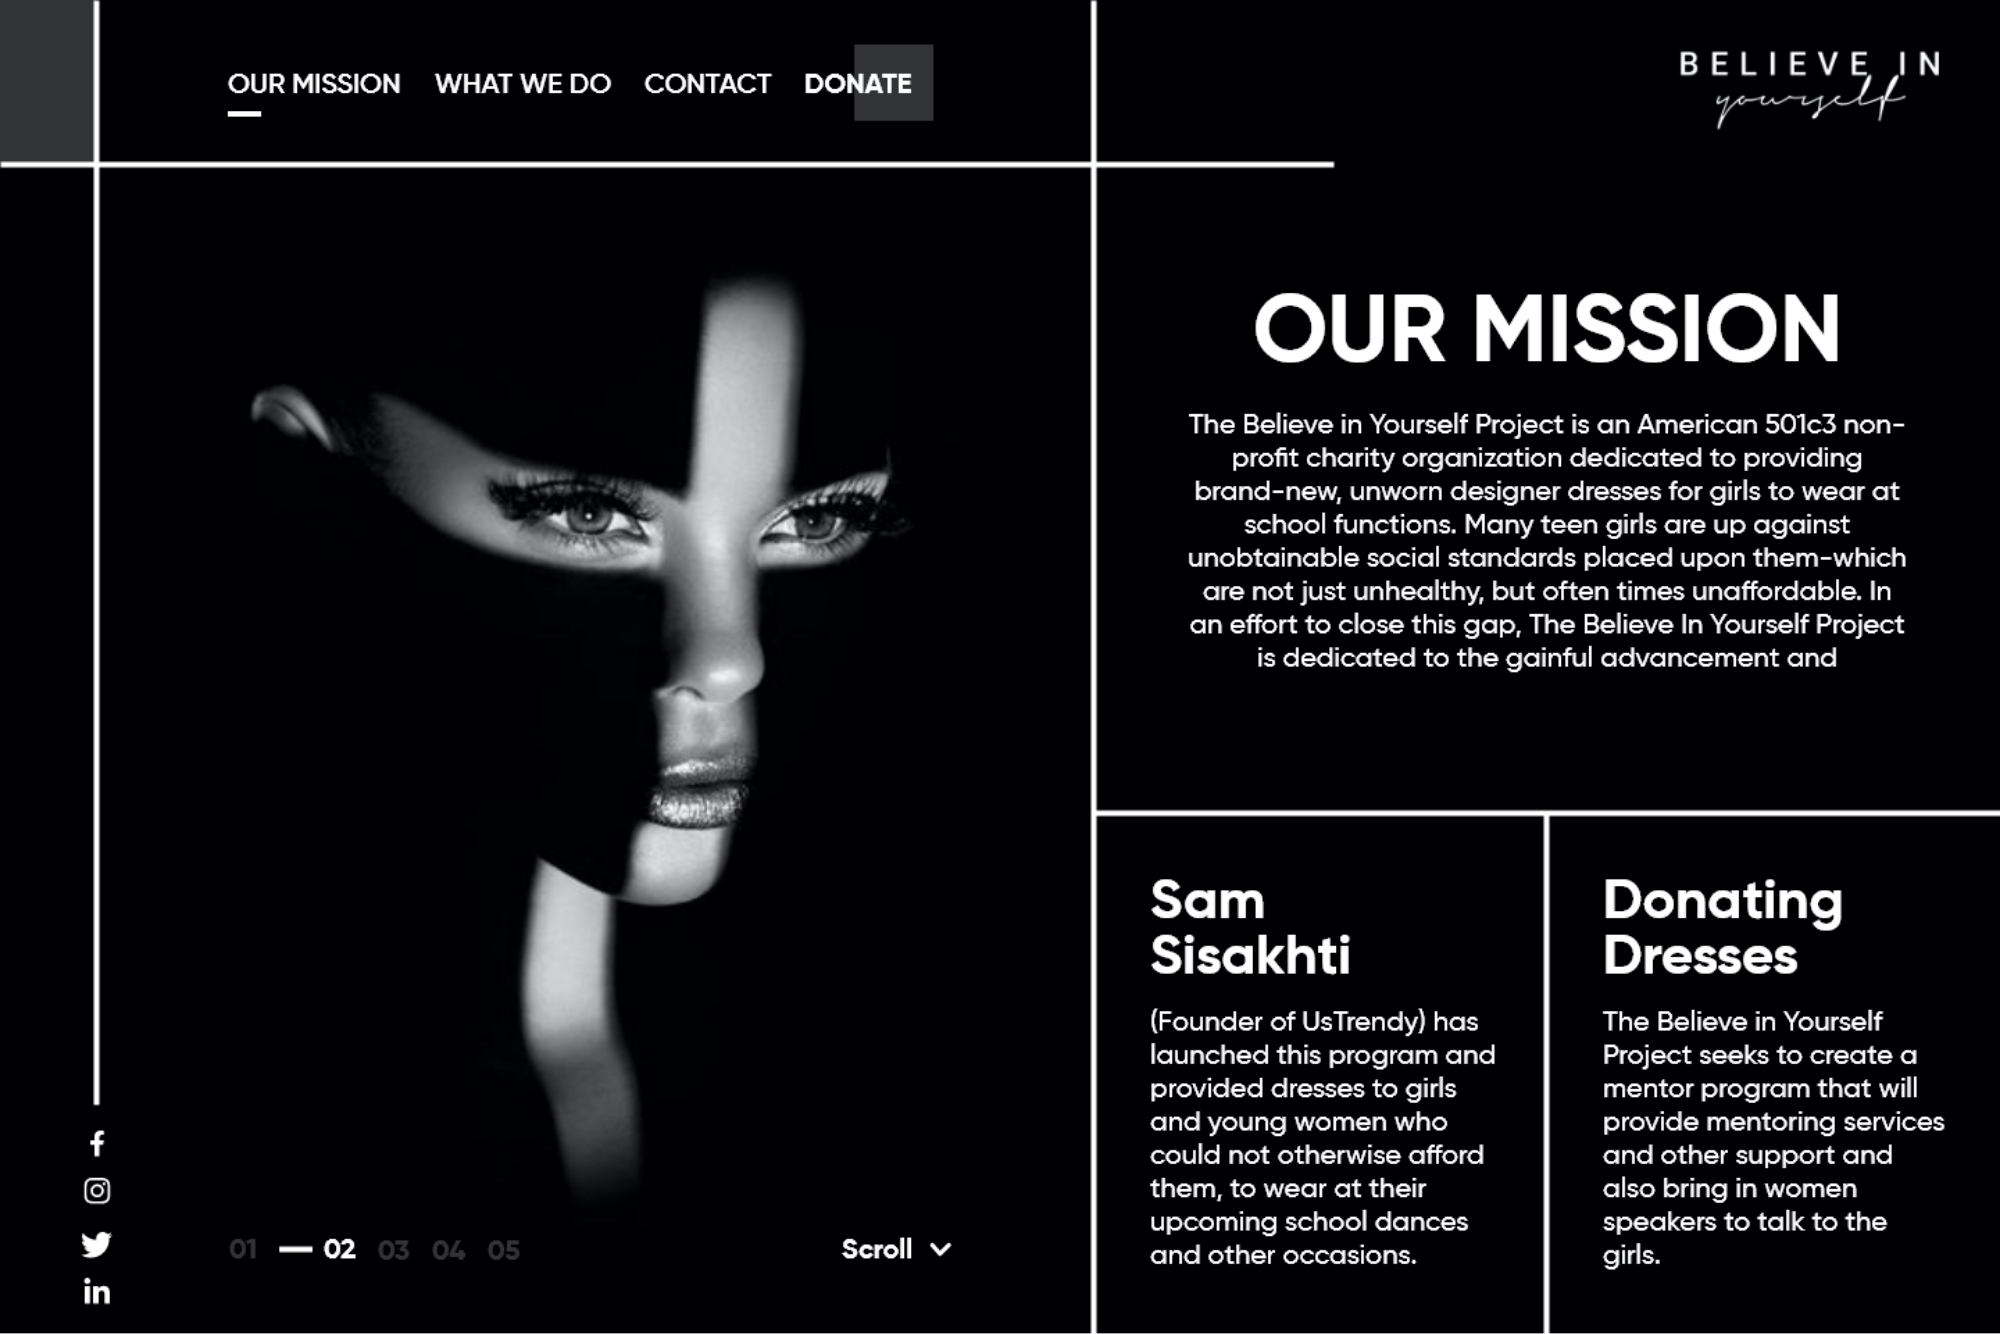 OUR MISSION WHAT WE DO CONTACT DONATE
BELIEVE IN
yourself
OUR MISSION
The Believe in Yourself Project is an American 501c3 non-
profit charity organization dedicated to providing
brand-new, unworn designer dresses for girls to wear at
school functions. Many teen girls are up against
unobtainable social standards placed upon them-which
are not just unhealthy, but often times unaffordable. In
an effort to close this gap, The Believe In Yourself Project
is dedicated to the gainful advancement and
Sam
Sisakhti
(Founder of UsTrendy) has
launched this program and
provided dresses to girls
and young women who
could not otherwise afford
them, to wear at their
upcoming school dances
and other occasions.
Donating
Dresses
The Believe in Yourself
Project seeks to create a
mentor program that will
provide mentoring services
and other support and
also bring in women
speakers to talk to the
girls.
01 02 03 04 05
Scroll